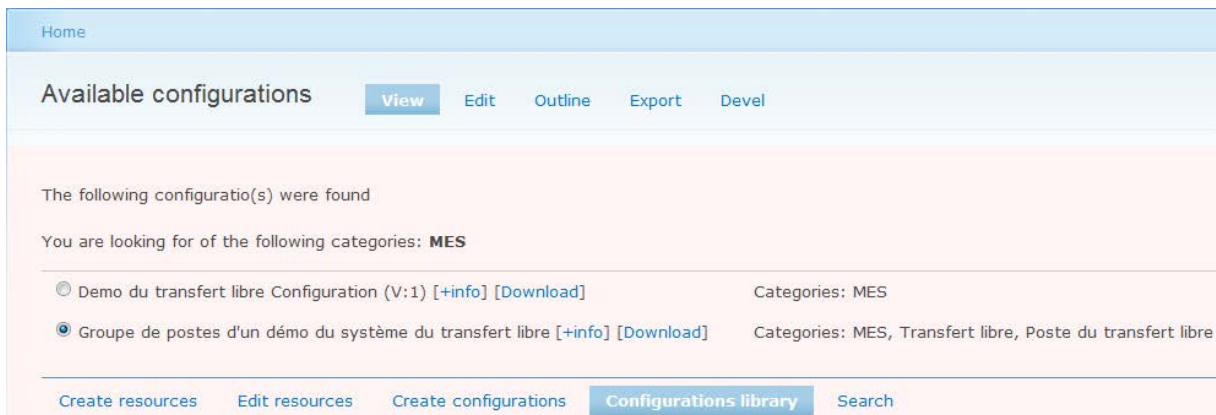 Home
Available configurations View Edit Outline Export Devel
The following configuratio(s) were found
You are looking for of the following categories: MES
Demo du transfert libre Configuration (V:1) [+info] [Download] Categories: MES
Groupe de postes d'un démo du système du transfert libre [+info] [Download] Categories: MES, Transfert libre, Poste du transfert libre
Create resources Edit resources Create configurations Configurations library Search